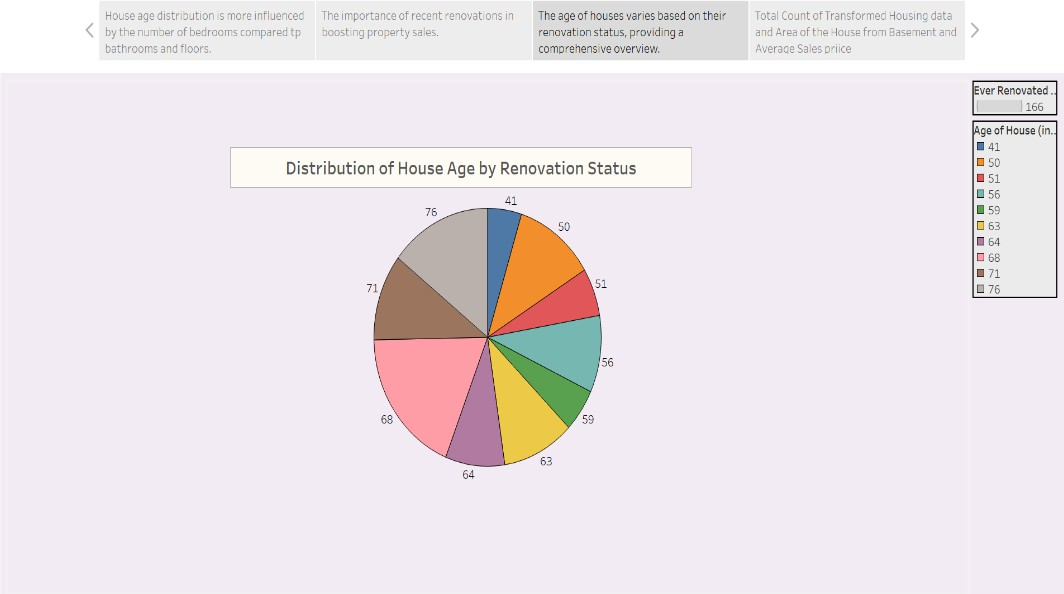 House age distribution is more influenced
by the number of bedrooms compared tp
bathrooms and floors.
The importance of recent renovations in
boosting property sales.
The age of houses varies based on their
renovation status, providing a
comprehensive overview.
Total Count of Transformed Housing data
and Area of the House from Basement and
Average Sales priice
Ever Renovated ..
166
Age of House (in..
41
50
51
56
59
63
64
68
71
76
Distribution of House Age by Renovation Status
41
50
51
56
59
63
64
68
71
76